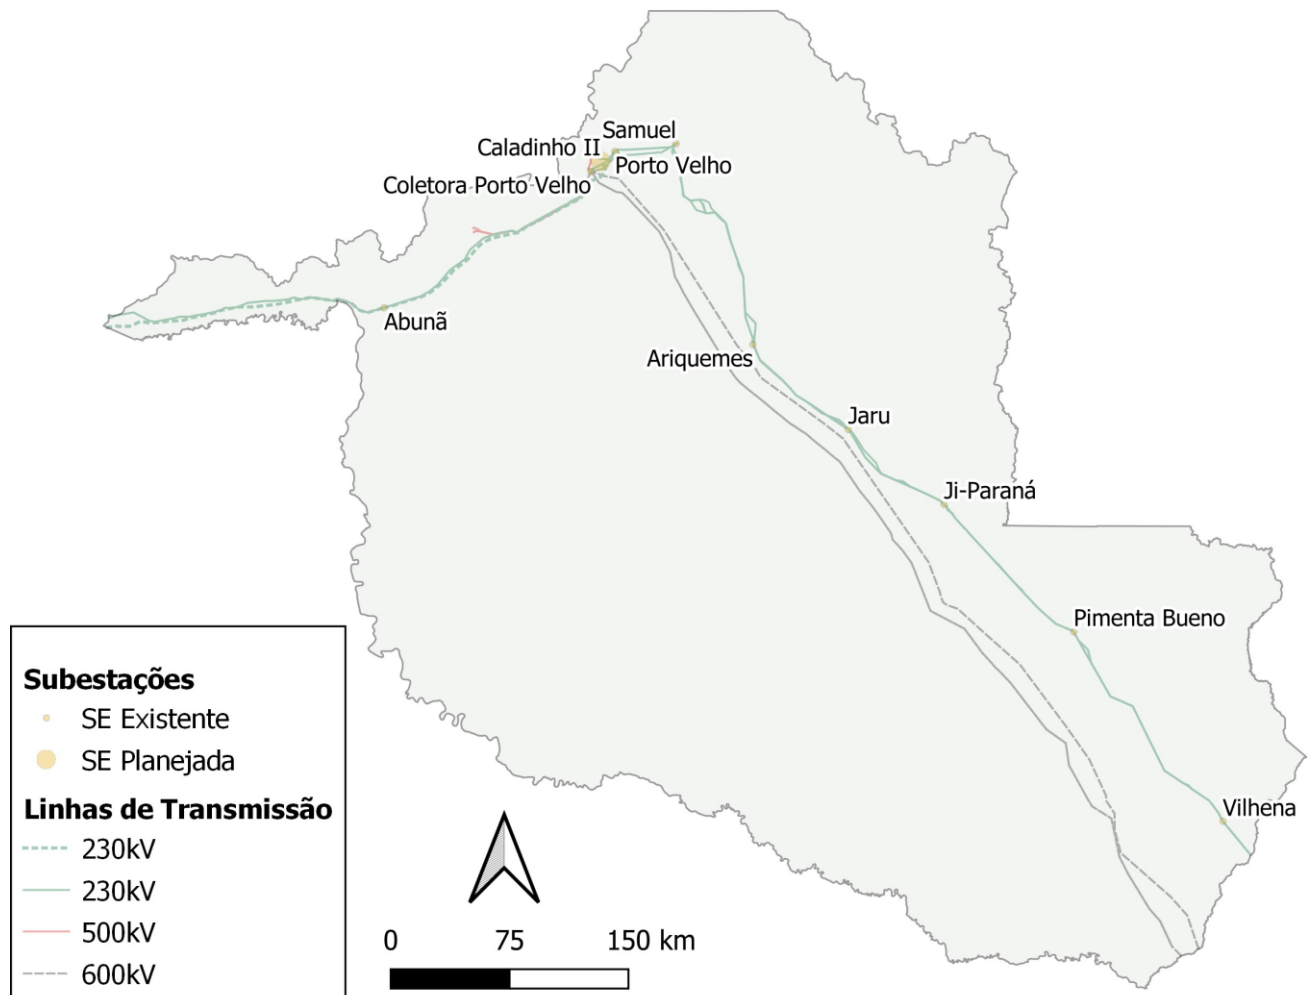 Samuel
Caladinho II
Porto Velho
Coletora Porto Velho
Abunã
Ariquemes
Jaru
Ji-Paraná
Pimenta Bueno
Vilhena
Subestações
SE Existente
SE Planejada
Linhas de Transmissão
230kV
230kV
500kV
600kV
0 75 150 km